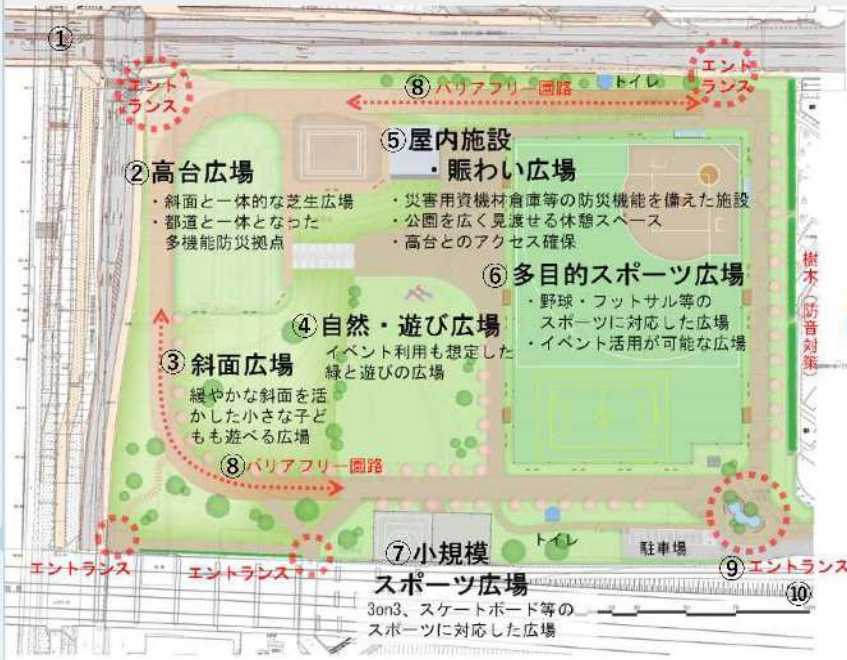 ①
エント
ランス
⑧バリアフリー園路
トイレ
エント
ランス
②高台広場
・斜面と一体的な芝生広場
・都道と一体となった
多機能防災拠点
⑤屋内施設
・賑わい広場
・災害用資機材倉庫等の防災機能を備えた施設
・公園を広く見渡せる休憩スペース
・高台とのアクセス確保
⑥多目的スポーツ広場
・野球・フットサル等の
スポーツに対応した広場
・イベント活用が可能な広場
樹木(防音対策)
④自然・遊び広場
イベント利用も想定した
緑と遊びの広場
③斜面広場
緩やかな斜面を活
かした小さな子ど
もも遊べる広場
⑧バリアフリー園路
エントランス
エントランス
⑦小規模
スポーツ広場
3on3、スケートボード等の
スポーツに対応した広場
トイレ
駐車場
⑨エントランス
⑩